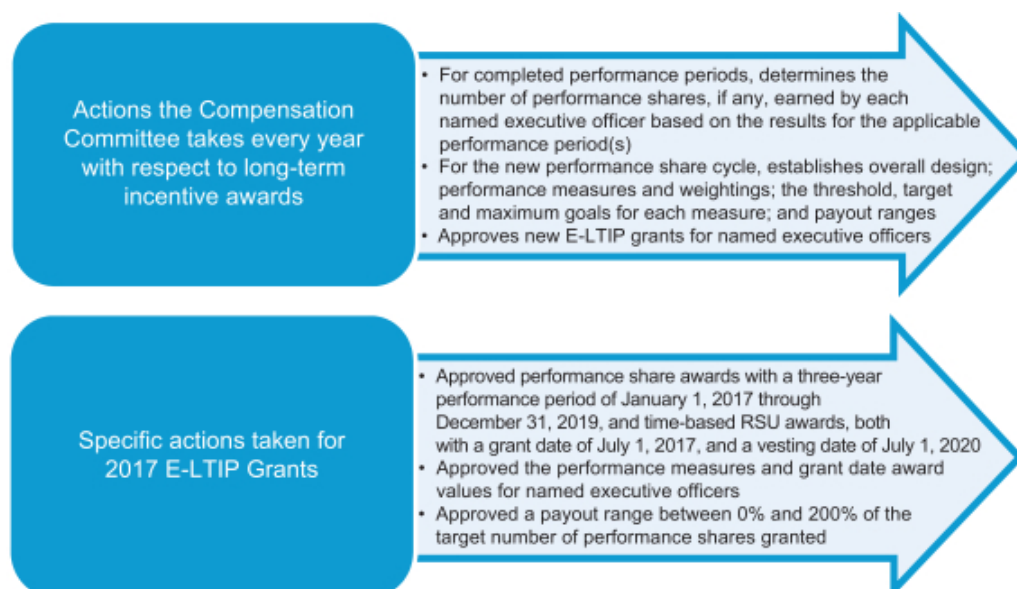 Actions the Compensation
Committee takes every year
with respect to long-term
incentive awards
• For completed performance periods, determines the
number of performance shares, if any, earned by each
named executive officer based on the results for the applicable
performance period(s)
• For the new performance share cycle, establishes overall design;
performance measures and weightings; the threshold, target
and maximum goals for each measure; and payout ranges
• Approves new E-LTIP grants for named executive officers
Specific actions taken for
2017 E-LTIP Grants
• Approved performance share awards with a three-year
performance period of January 1, 2017 through
December 31, 2019, and time-based RSU awards, both
with a grant date of July 1, 2017, and a vesting date of July 1, 2020
• Approved the performance measures and grant date award
values for named executive officers
• Approved a payout range between 0% and 200% of the
target number of performance shares granted